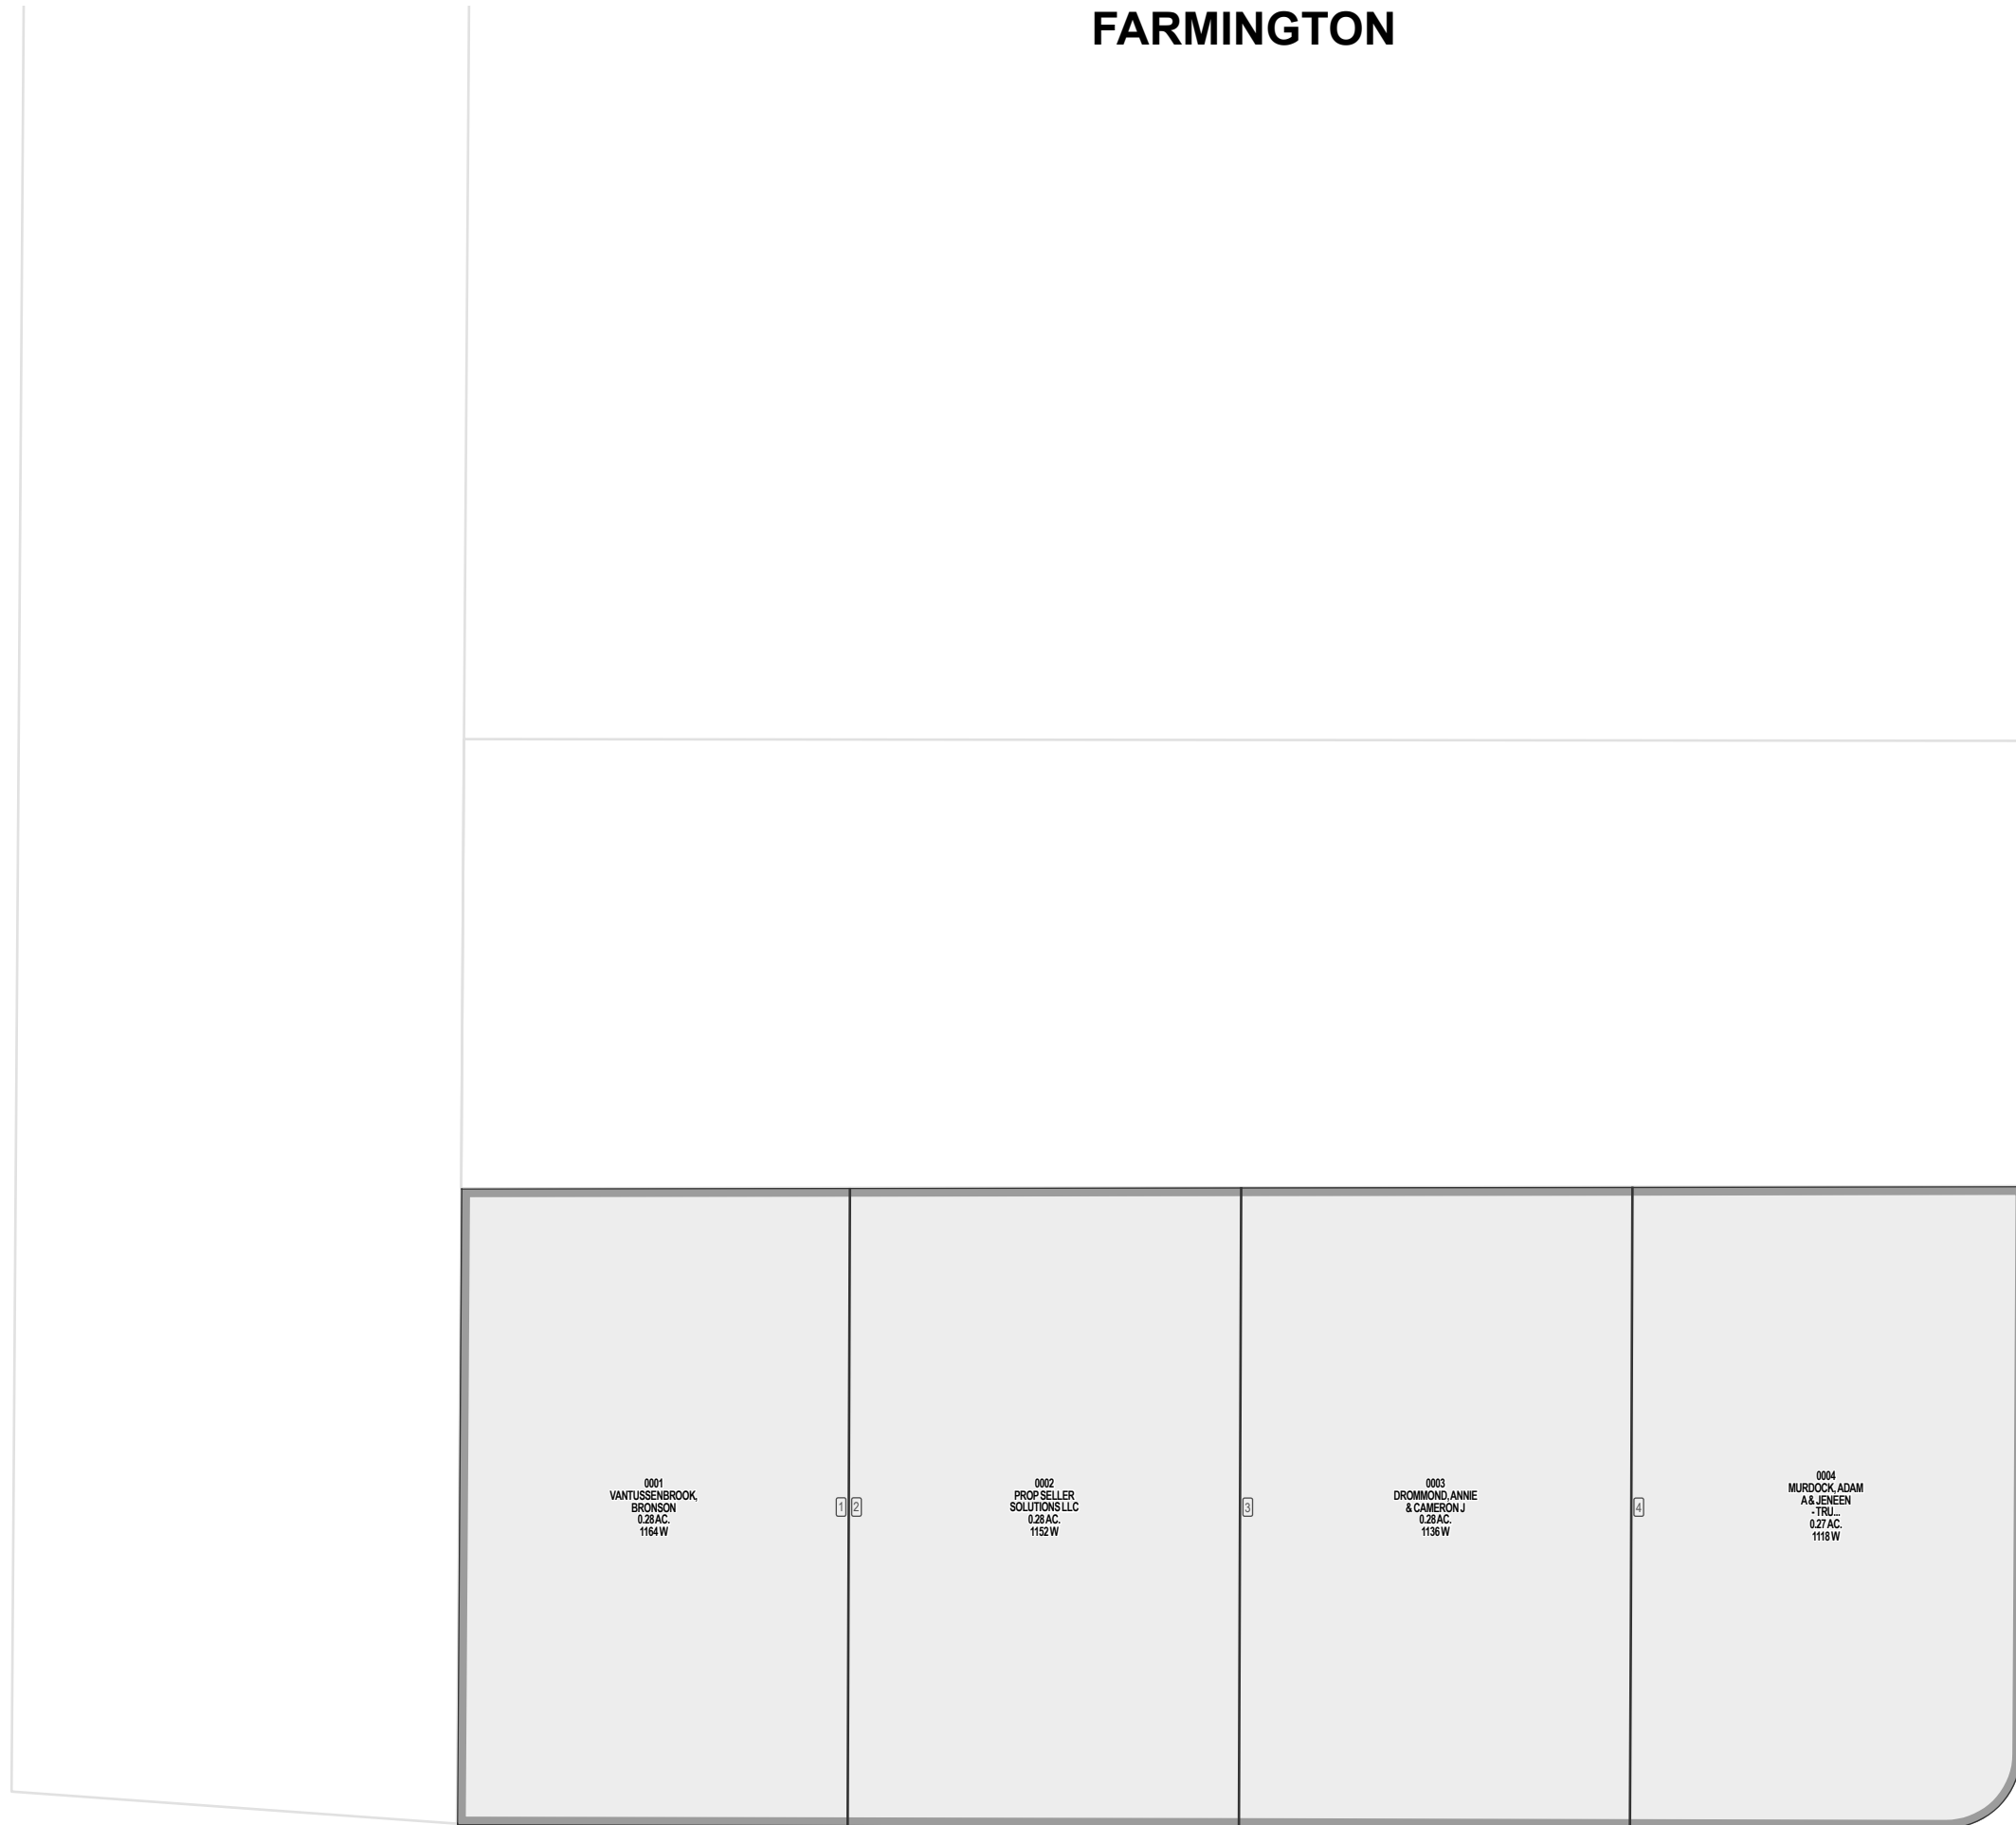 FARMINGTON
0001
VANTUSSENBROOK,
BRONSON
0.28 AC.
1164 W
1
2
0002
PROP SELLER
SOLUTIONS LLC
0.28 AC.
1152 W
3
0003
DROMMOND, ANNIE
& CAMERON J
0.28 AC.
1136 W
4
0004
MURDOCK, ADAM
A & JENEEN
- TRU...
0.27 AC.
1118 W